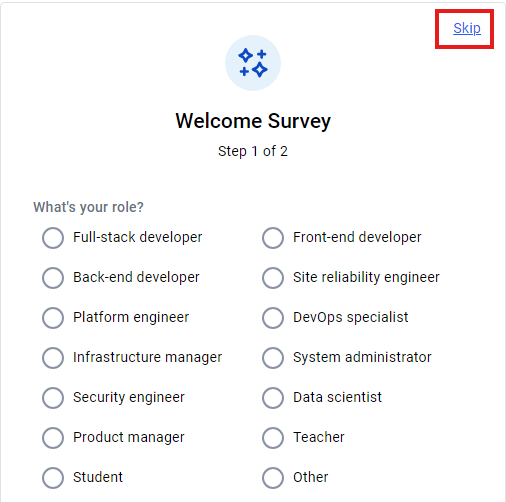 Skip
Welcome Survey
Step 1 of 2
What's your role?
Full-stack developer
Front-end developer
Back-end developer
Site reliability engineer
Platform engineer
DevOps specialist
Infrastructure manager
System administrator
Security engineer
Data scientist
Product manager
Teacher
Student
Other